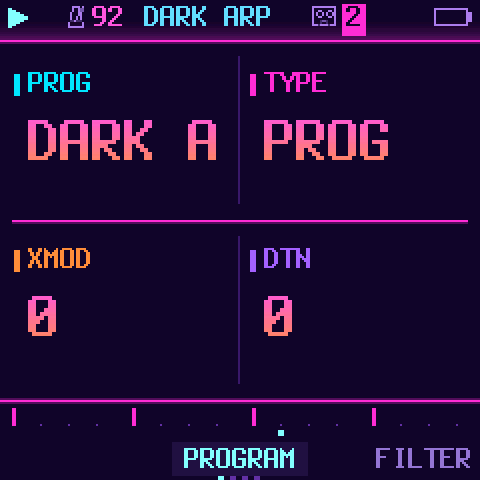 92 DARK ARP 2
PROG TYPE
DARK A PROG
XMOD DTN
0 0
PROGRAM FILTER